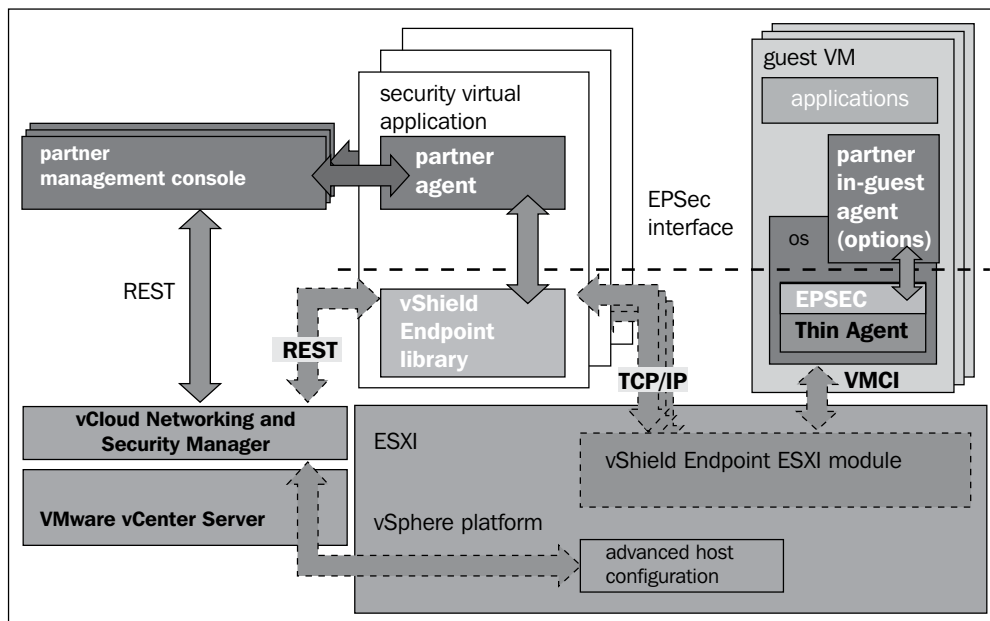 guest VM
applications
security virtual
application
partner
management console
partner
agent
partner
in-guest
agent
(options)
EPSec
interface
os
REST
vShield
Endpoint
library
EPSEC
Thin Agent
REST
TCP/IP
VMCI
vCloud Networking and
Security Manager
ESXI
vShield Endpoint ESXI module
VMware vCenter Server
vSphere platform
advanced host
configuration